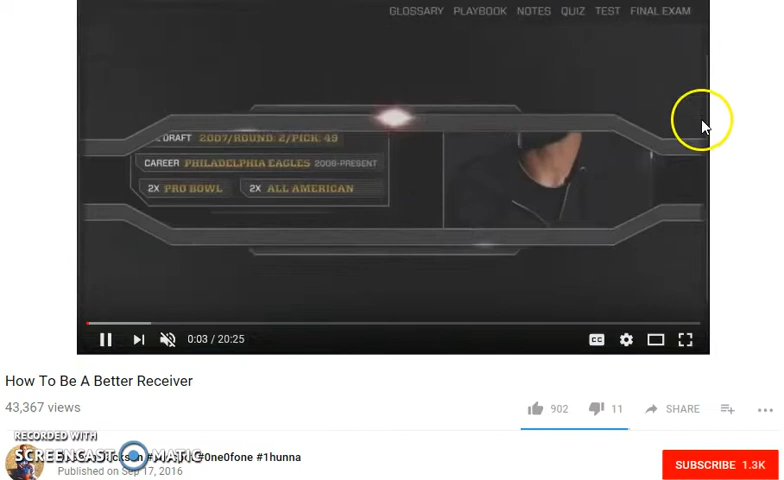 GLOSSARY PLAYBOOK NOTES QUIZ TEST FINAL EXAM
DRAFT 2007/ROUND: 2/PICK: 49
CAREER PHILADELPHIA EAGLES 2008-PRESENT
2X PRO BOWL 2X ALL AMERICAN
0:03 / 20:25
CC
How To Be A Better Receiver
43,367 views
902 11 SHARE
RECORDED WITH
SCREENCAST MATIC
#0ne0fone #1hunna
SUBSCRIBE 1.3K
Published on Sep 17, 2016